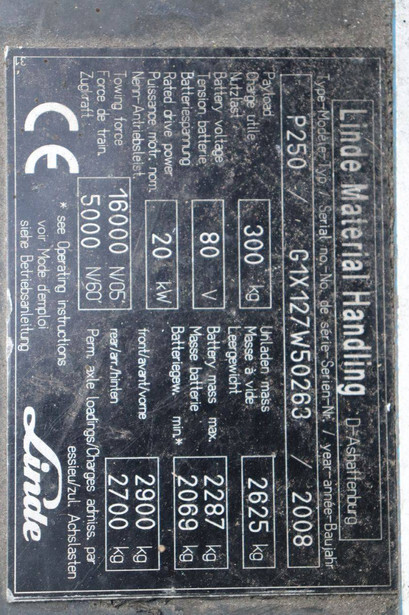 Linde Material Handling D-Aschaffenburg
Type-Modèle-Typ / Serial no.-No. de série-Serien-Nr. / year-année-Baujahr
P250 / G1X127W50263 / 2008
Payload
Charge utile
Nutzlast
300 kg
Unladen mass
Masse à vide
Leergewicht
2625 kg
Battery voltage
Tension batterie
Batteriespannung
80 V
Battery mass max.
Masse batterie
Batteriegew. min.*
2287 kg
2069 kg
Rated drive power
Puissance motr. nom.
Nenn-Antriebsleist.
20 kW
front/avant/vorne
rear/arr./hinten
2900 kg
2700 kg
Towing force
Force de train.
Zugkraft
16000 N/05'
5000 N/60'
Perm. axle loadings/Charges admiss. par
essieu/zul. Achslasten
CE
* see Operating instructions
voir Mode d'emploi
siehe Betriebsanleitung
Linde